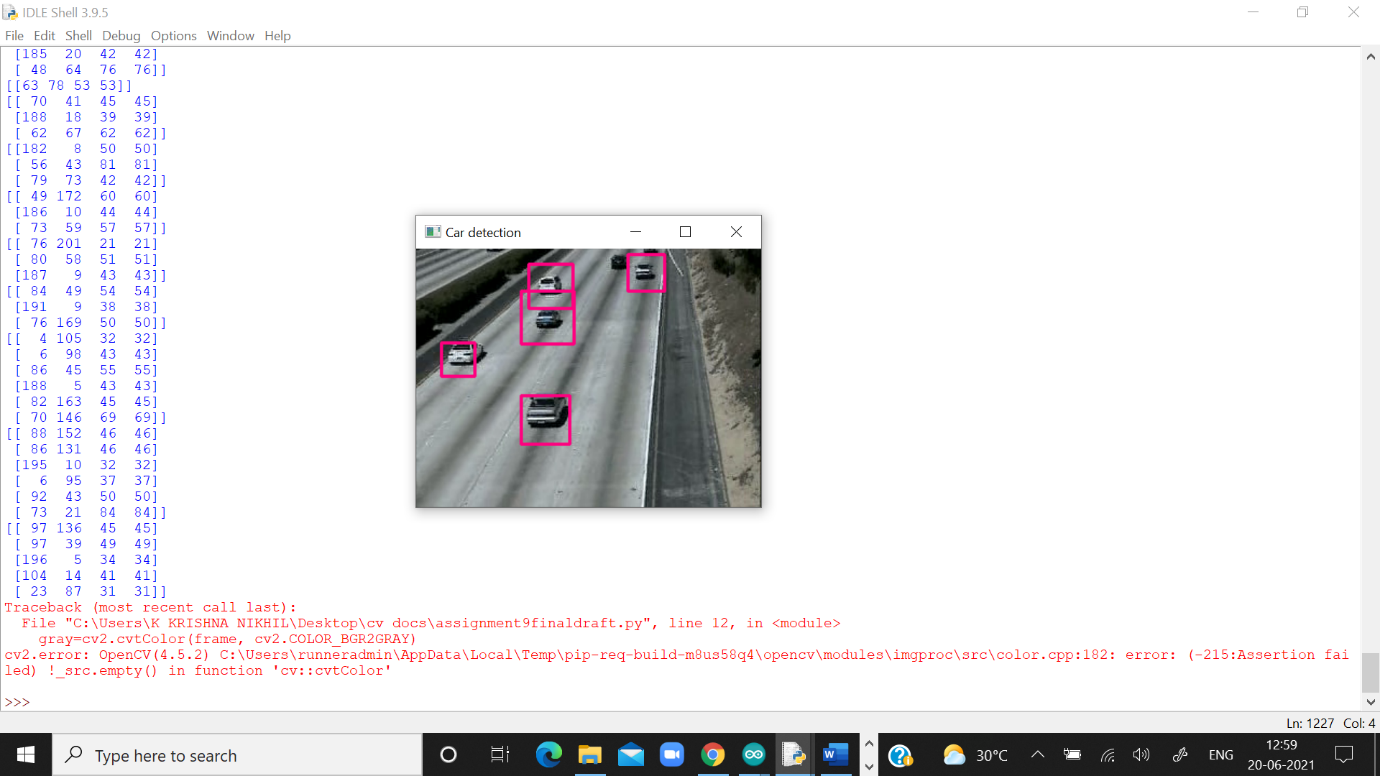 IDLE Shell 3.9.5
File Edit Shell Debug Options Window Help
[185  20  42  42]
[ 48  64  76  76]]
[[63 78 53 53]]
[[ 70  41  45  45]
[188  18  39  39]
[ 62  67  62  62]]
[[182   8  50  50]
[ 56  43  81  81]
[ 79  73  42  42]]
[[ 49 172  60  60]
[186  10  44  44]
[ 73  59  57  57]]
[[ 76 201  21  21]
[ 80  58  51  51]
[187   9  43  43]]
[[ 84  49  54  54]
[191   9  38  38]
[ 76 169  50  50]]
[[  4 105  32  32]
[  6  98  43  43]
[ 86  45  55  55]
[188   5  43  43]
[ 82 163  45  45]
[ 70 146  69  69]]
[[ 88 152  46  46]
[ 86 131  46  46]
[195  10  32  32]
[  6  95  37  37]
[ 92  43  50  50]
[ 73  21  84  84]]
[[ 97 136  45  45]
[ 97  39  49  49]
[196   5  34  34]
[104  14  41  41]
[ 23  87  31  31]]
Car detection
Traceback (most recent call last):
File "C:\Users\K KRISHNA NIKHIL\Desktop\cv docs\assignment9finaldraft.py", line 12, in <module>
gray=cv2.cvtColor(frame, cv2.COLOR_BGR2GRAY)
cv2.error: OpenCV(4.5.2) C:\Users\runneradmin\AppData\Local\Temp\pip-req-build-m8us58q4\opencv\modules\imgproc\src\color.cpp:182: error: (-215:Assertion fai
led) !_src.empty() in function 'cv::cvtColor'
>>>
Ln: 1227 Col: 4
Type here to search
30°C
ENG
12:59
20-06-2021